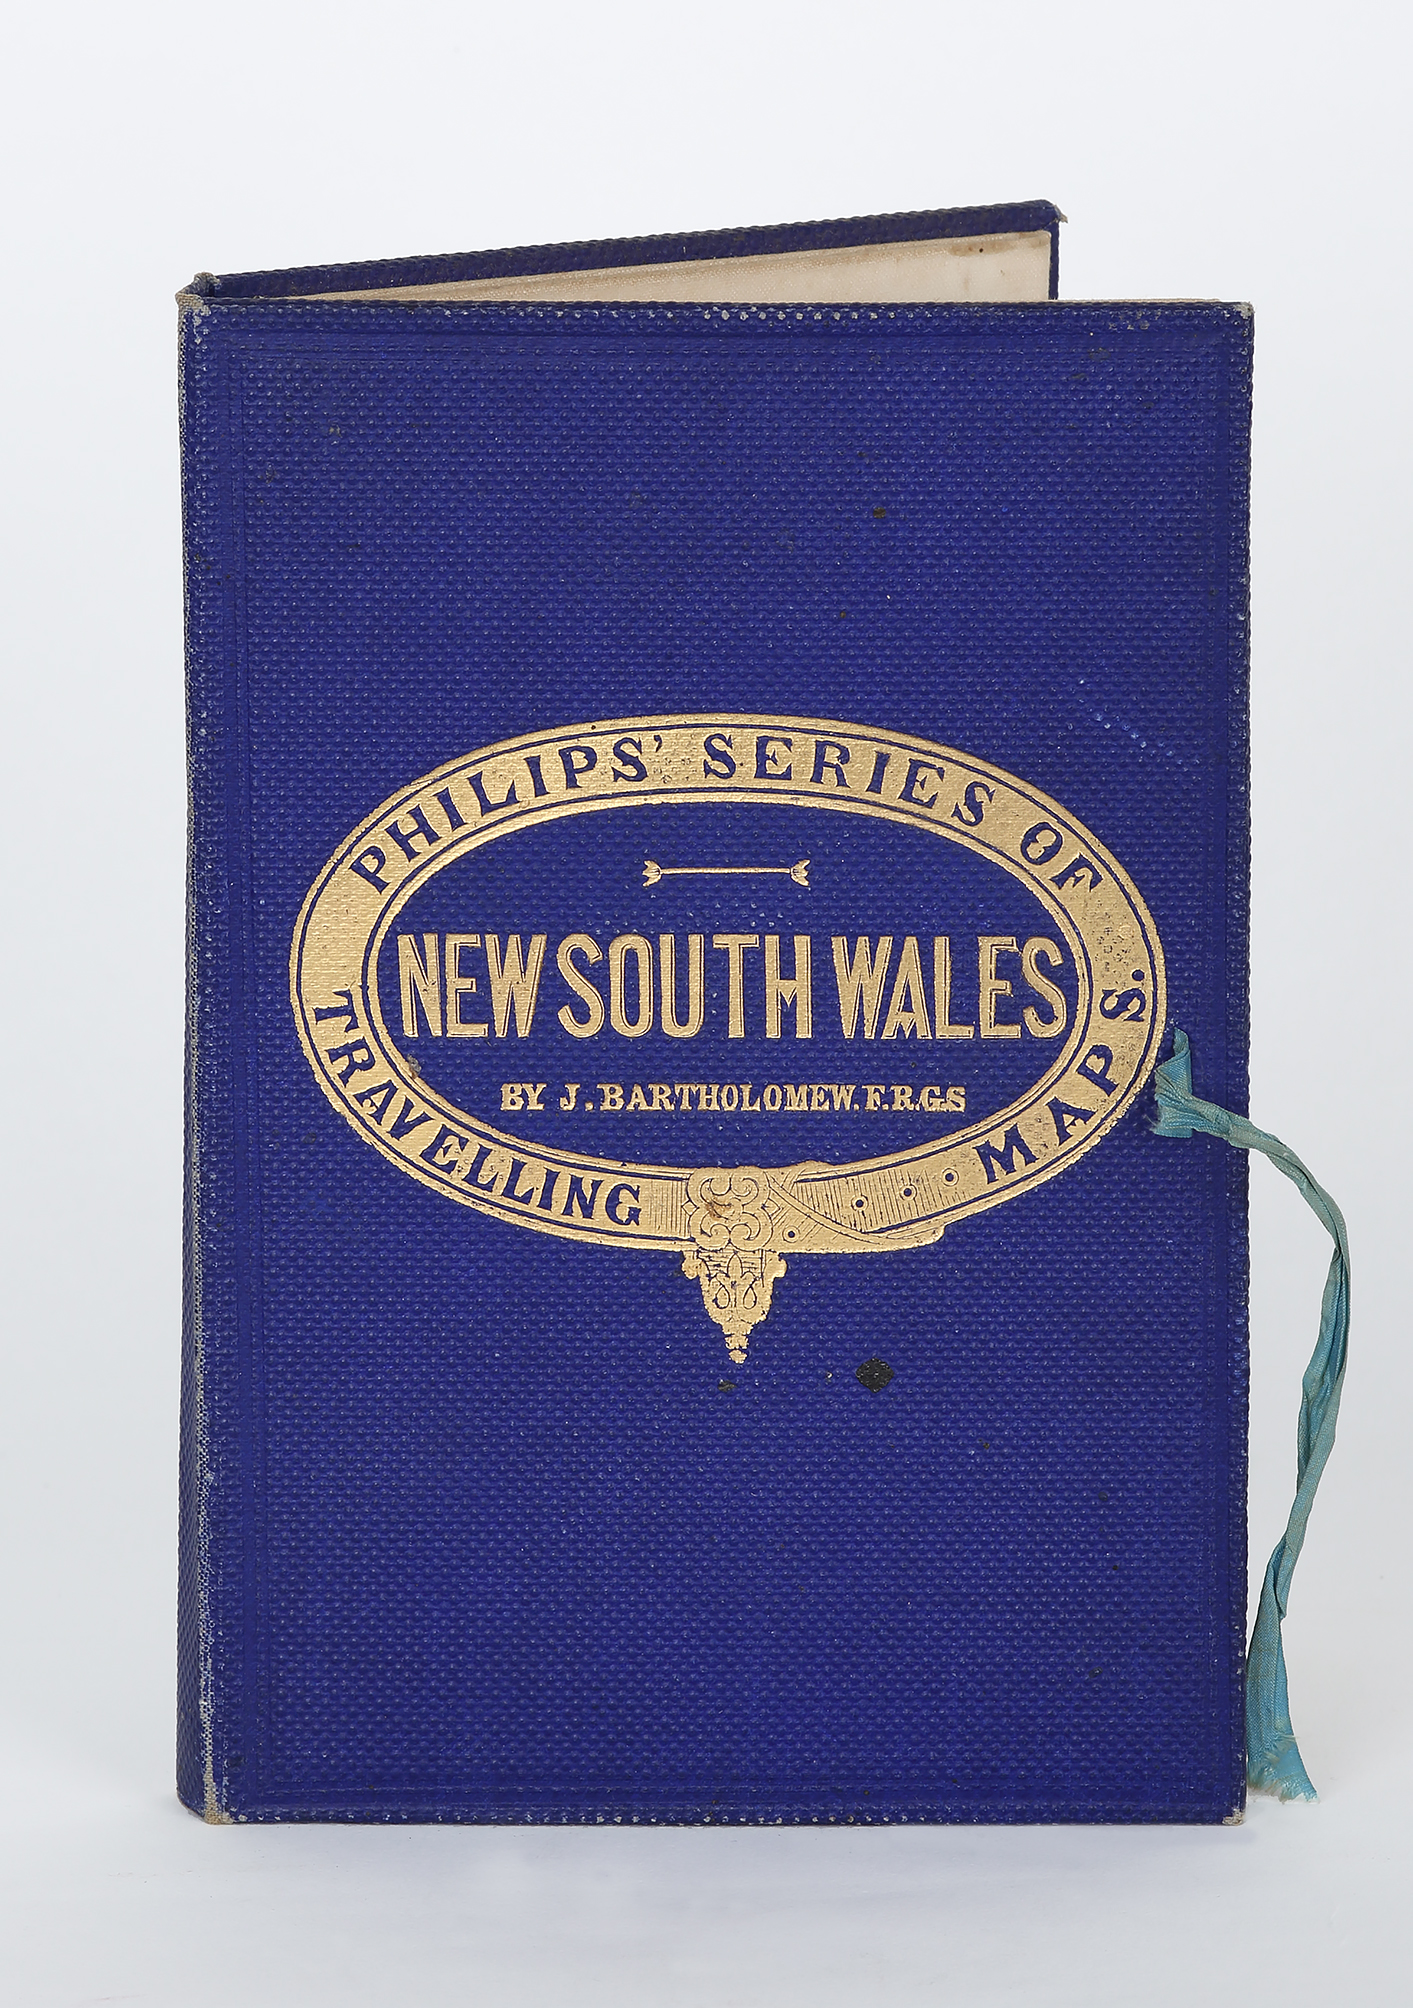 PHILIPS' SERIES OF
TRAVELLING MAPS.
NEW SOUTH WALES
BY J. BARTHOLOMEW. F.R.G.S